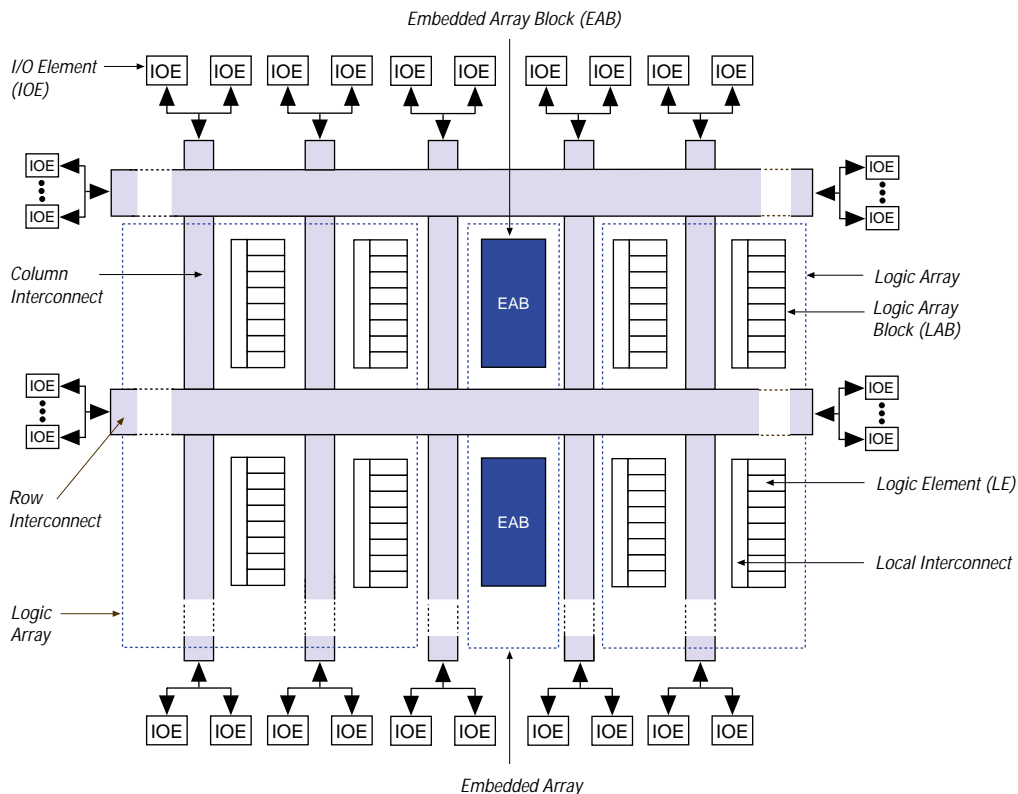 Embedded Array Block (EAB)
I/O Element
(IOE)
IOE IOE IOE IOE IOE IOE IOE IOE IOE IOE
IOE IOE
IOE IOE
Column
Interconnect
EAB
Logic Array
Logic Array
Block (LAB)
IOE IOE
IOE IOE
Row
Interconnect
EAB
Logic Element (LE)
Local Interconnect
Logic
Array
IOE IOE IOE IOE IOE IOE IOE IOE IOE IOE
Embedded Array